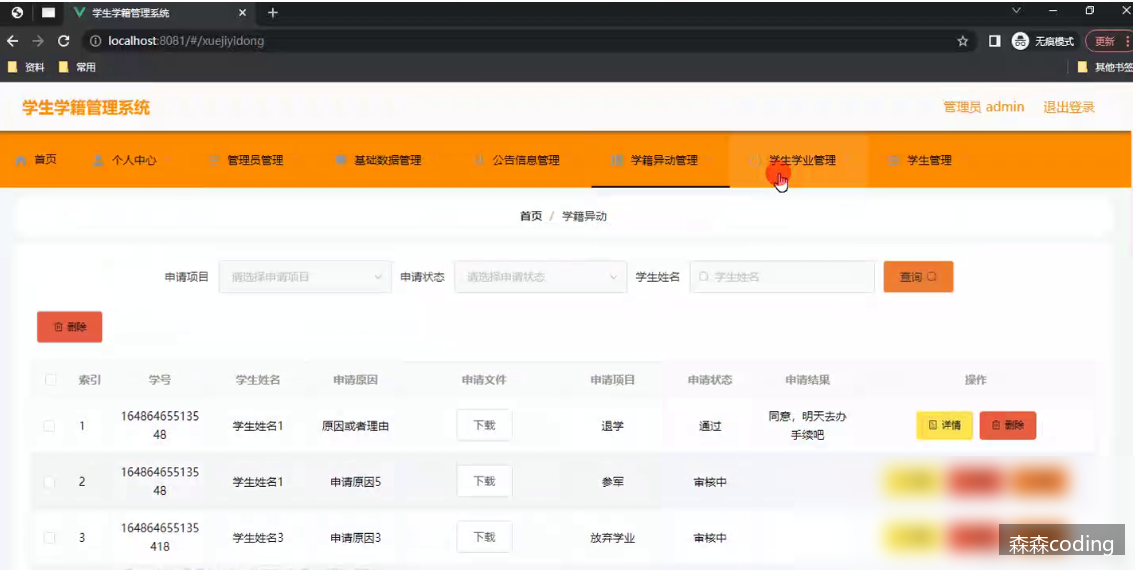 学生学籍管理系统
localhost:8081/#/xuejiyidong
无痕模式
更新
资料
常用
其他书签
学生学籍管理系统
管理员 admin
退出登录
首页
个人中心
管理员管理
基础数据管理
公告信息管理
学籍异动管理
学生学业管理
学生管理
首页 / 学籍异动
申请项目
请选择申请项目
申请状态
请选择申请状态
学生姓名
学生姓名
查询
删除
索引 学号 学生姓名 申请原因 申请文件 申请项目 申请状态 申请结果 操作
1 164864655135
48 学生姓名1 原因或者理由 下载 退学 通过 同意，明天去办
手续吧 详情 删除
2 164864655135
48 学生姓名1 申请原因5 下载 参军 审核中
3 164864655135
418 学生姓名3 申请原因3 下载 放弃学业 审核中
森森coding